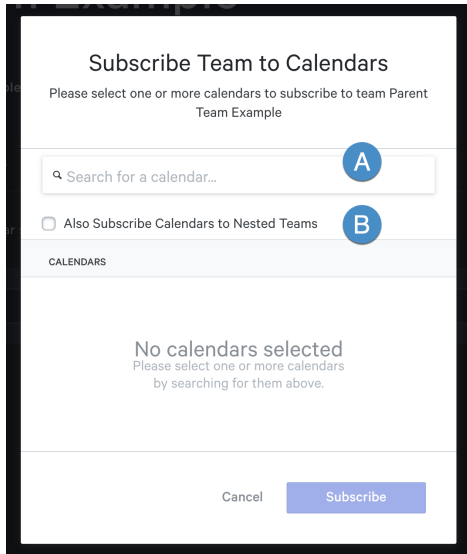 Example
Subscribe Team to Calendars
Please select one or more calendars to subscribe to team Parent
Team Example
A
Search for a calendar...
Also Subscribe Calendars to Nested Teams
B
CALENDARS
No calendars selected
Please select one or more calendars
by searching for them above.
Cancel
Subscribe